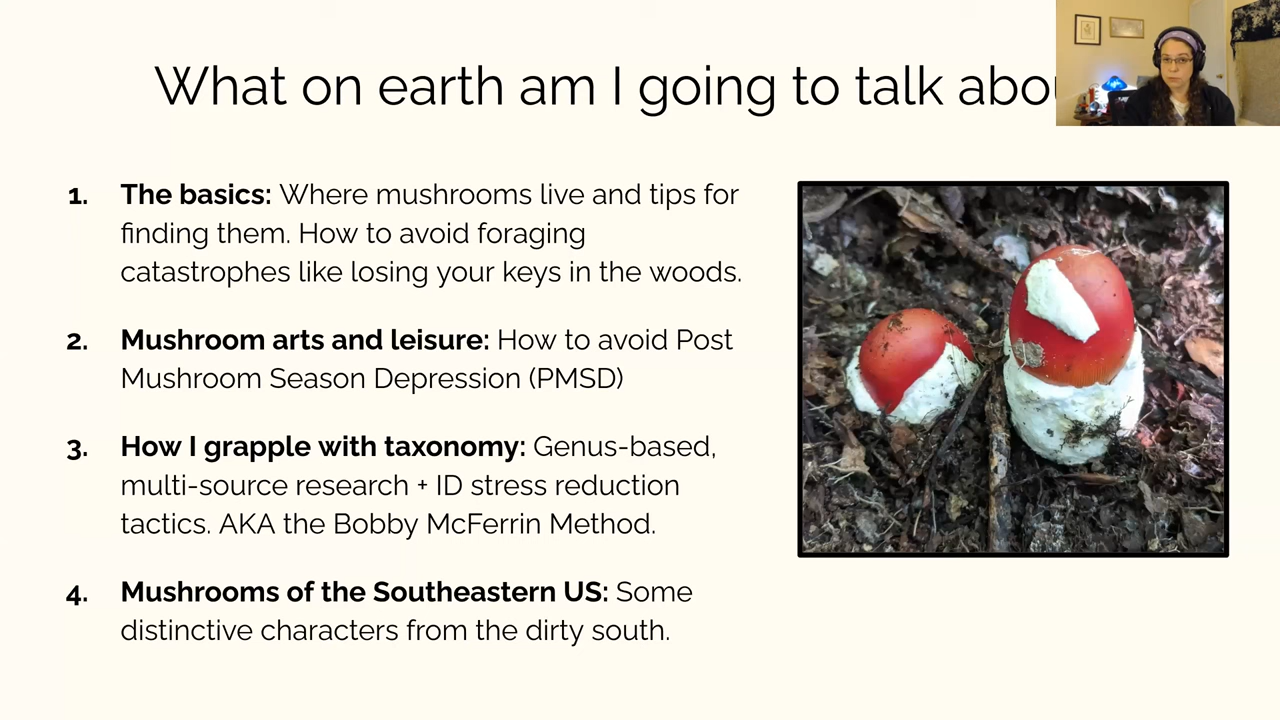 What on earth am I going to talk abo
1. The basics: Where mushrooms live and tips for
finding them. How to avoid foraging
catastrophes like losing your keys in the woods.
2. Mushroom arts and leisure: How to avoid Post
Mushroom Season Depression (PMSD)
3. How I grapple with taxonomy: Genus-based,
multi-source research + ID stress reduction
tactics. AKA the Bobby McFerrin Method.
4. Mushrooms of the Southeastern US: Some
distinctive characters from the dirty south.